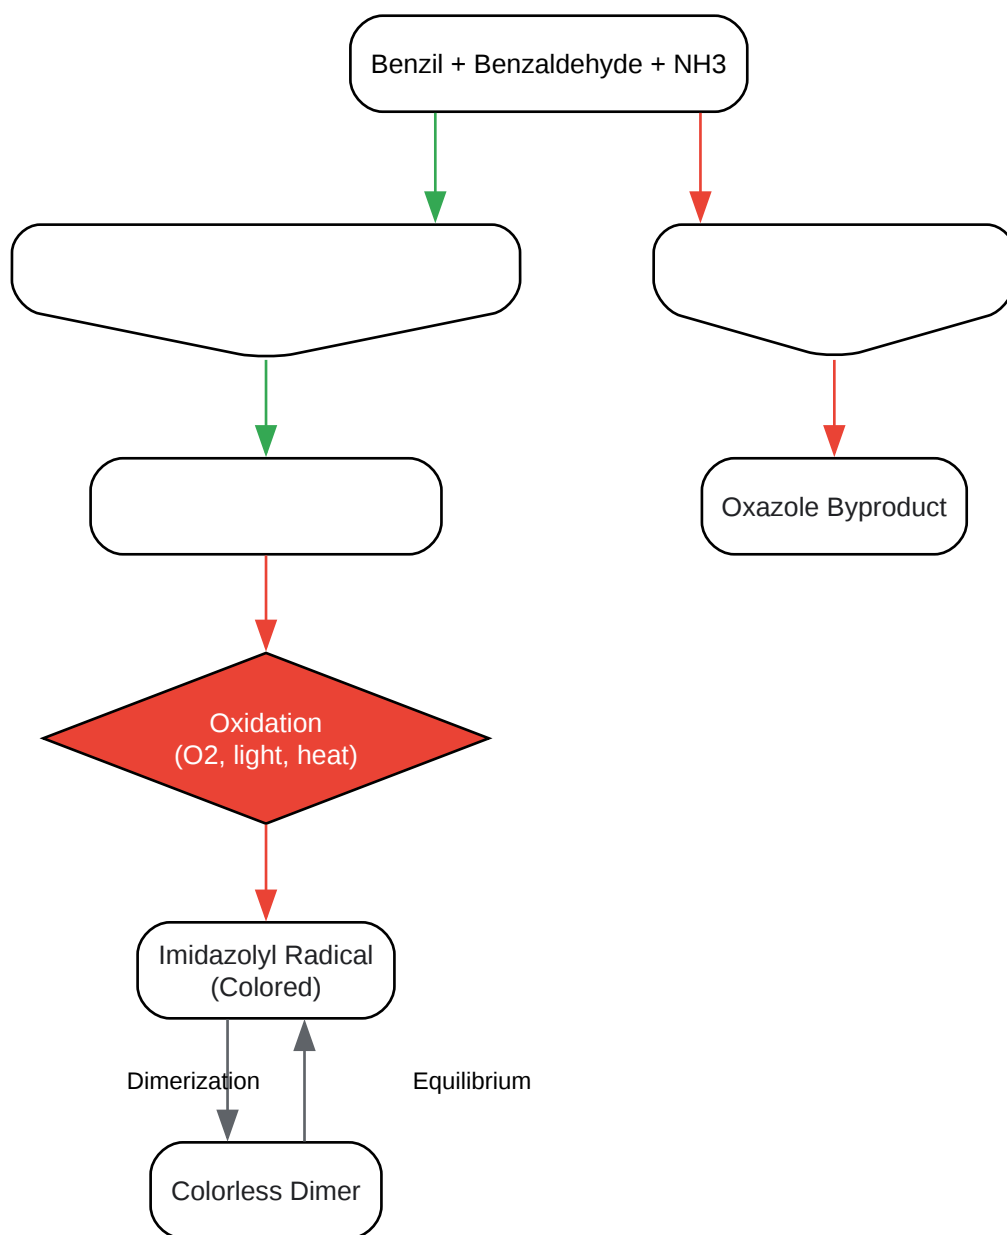 Benzil + Benzaldehyde + NH3
Oxazole Byproduct
Oxidation
(O2, light, heat)
Imidazolyl Radical
(Colored)
Dimerization
Equilibrium
Colorless Dimer